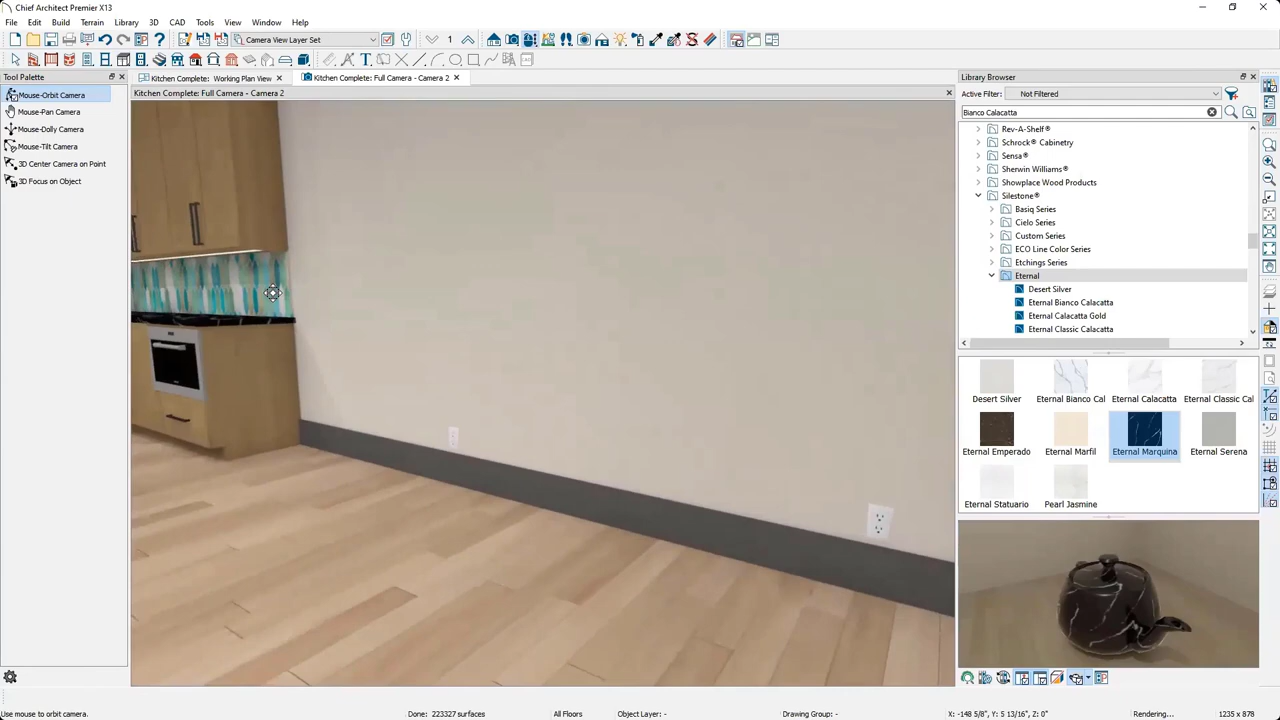 Chief Architect Premier X13
File Edit Build Terrain Library 3D CAD Tools View Window Help
Camera View Layer Set
Tool Palette
Mouse-Orbit Camera
Mouse-Pan Camera
Mouse-Dolly Camera
Mouse-Tilt Camera
3D Center Camera on Point
3D Focus on Object
Kitchen Complete: Working Plan View
Kitchen Complete: Full Camera - Camera 2
Kitchen Complete: Full Camera - Camera 2
Library Browser
Active Filter: Not Filtered
Bianco Calacatta
Rev-A-Shelf®
Schrock® Cabinetry
Sensa®
Sherwin Williams®
Showplace Wood Products
Silestone®
Basiq Series
Cielo Series
Custom Series
ECO Line Color Series
Etchings Series
Eternal
Desert Silver
Eternal Bianco Calacatta
Eternal Calacatta Gold
Eternal Classic Calacatta
Desert Silver Eternal Bianco Cal Eternal Calacatta Eternal Classic Cal
Eternal Emperado Eternal Marfil Eternal Marquina Eternal Serena
Eternal Statuario Pearl Jasmine
Use mouse to orbit camera. Done: 223327 surfaces All Floors Object Layer: - Drawing Group: - X: -148 5/8", Y: 5 13/16", Z: 0" Rendering... 1235 x 878